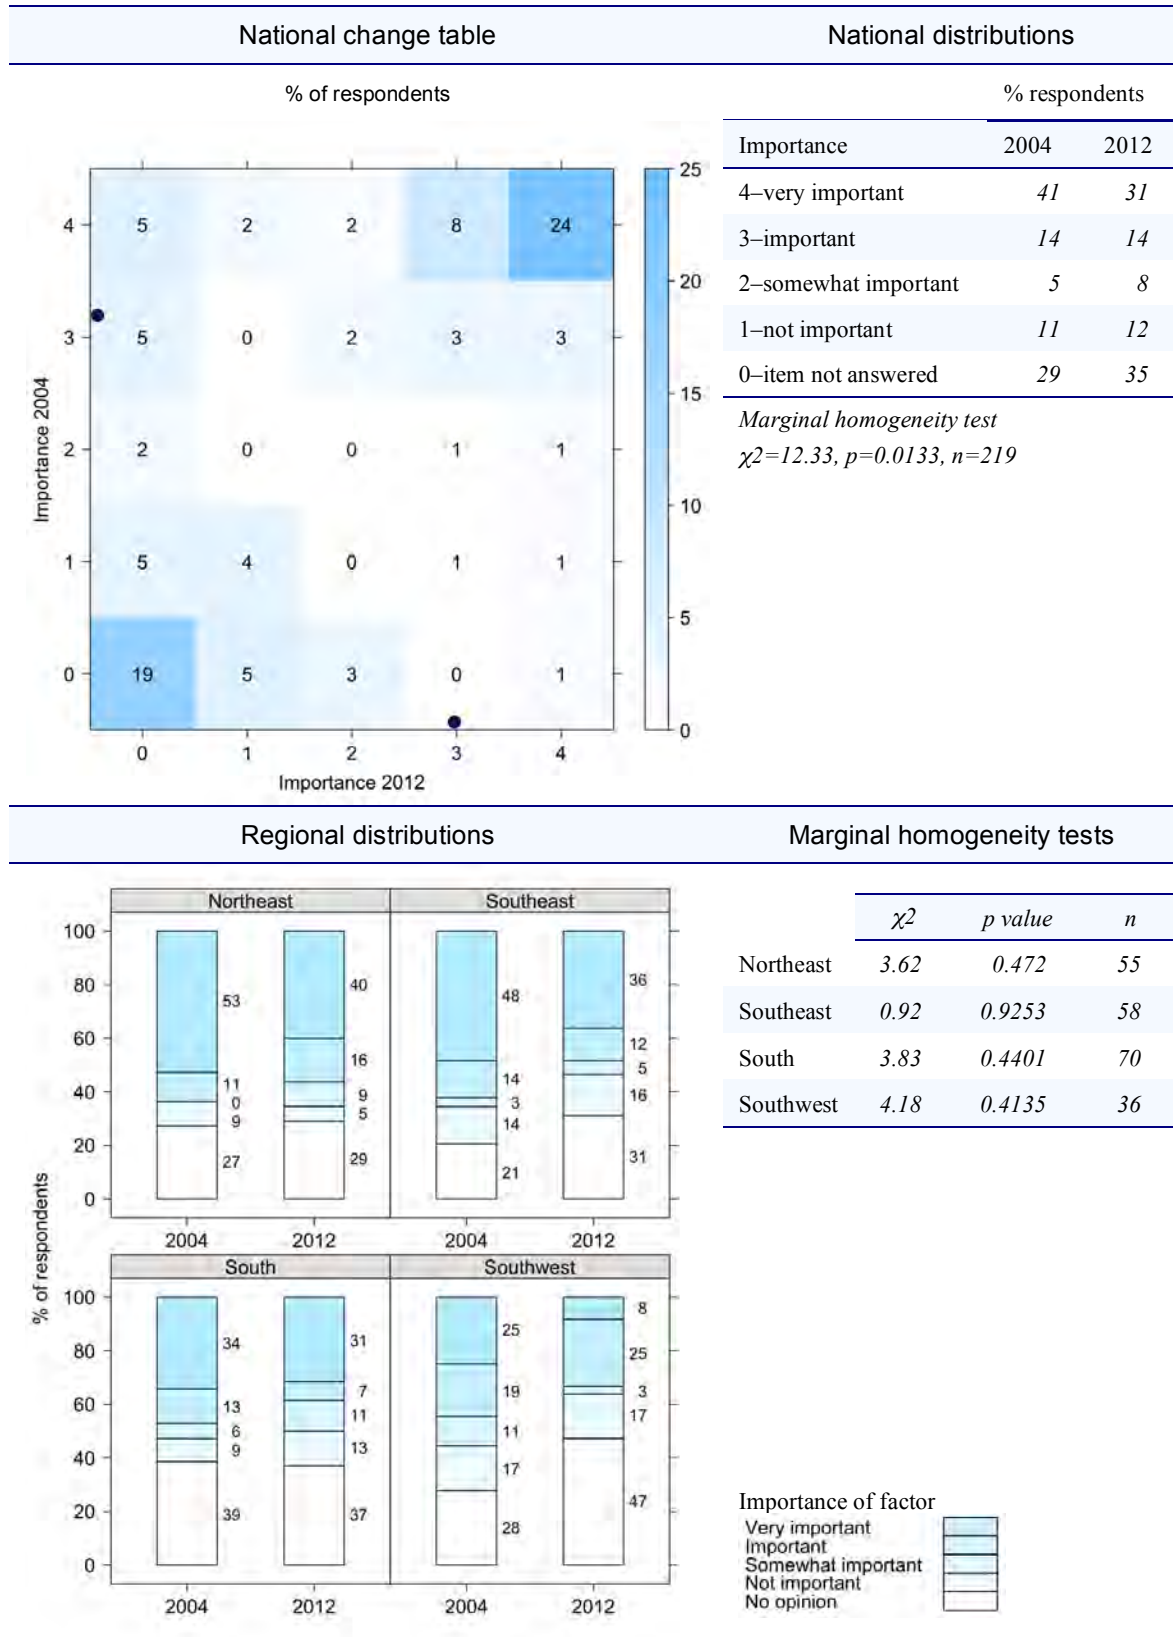 National change table
National distributions
% of respondents
% respondents
Importance 2004 2012
4–very important 41 31
3–important 14 14
2–somewhat important 5 8
1–not important 11 12
0–item not answered 29 35
Marginal homogeneity test
χ2=12.33, p=0.0133, n=219
Importance 2004
4 5 2 2 8 24
3 5 0 2 3 3
2 2 0 0 1 1
1 5 4 0 1 1
0 19 5 3 0 1
0 1 2 3 4
Importance 2012
25
20
15
10
5
0
Regional distributions
Marginal homogeneity tests
χ2 p value n
Northeast 3.62 0.472 55
Southeast 0.92 0.9253 58
South 3.83 0.4401 70
Southwest 4.18 0.4135 36
% of respondents
Northeast
100
80
60
40
20
0
53
11
0
9
27
40
16
9
5
29
2004 2012
Southeast
48
14
3
14
21
36
12
5
16
31
2004 2012
South
100
80
60
40
20
0
34
13
6
9
39
31
7
11
13
37
2004 2012
Southwest
25
19
11
17
28
8
25
3
17
47
2004 2012
Importance of factor
Very important
Important
Somewhat important
Not important
No opinion